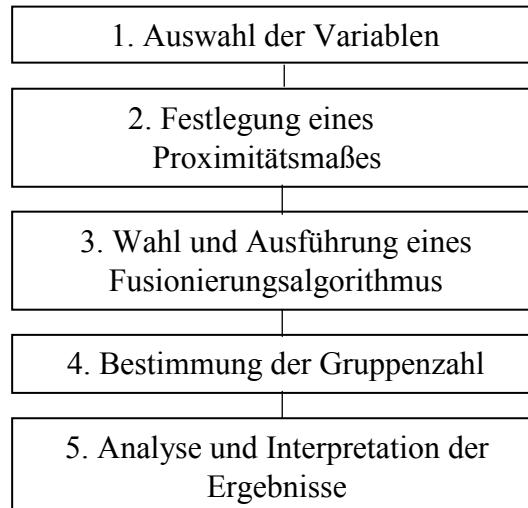 1. Auswahl der Variablen
2. Festlegung eines
Proximitätsmaßes
3. Wahl und Ausführung eines
Fusionierungsalgorithmus
4. Bestimmung der Gruppenzahl
5. Analyse und Interpretation der
Ergebnisse